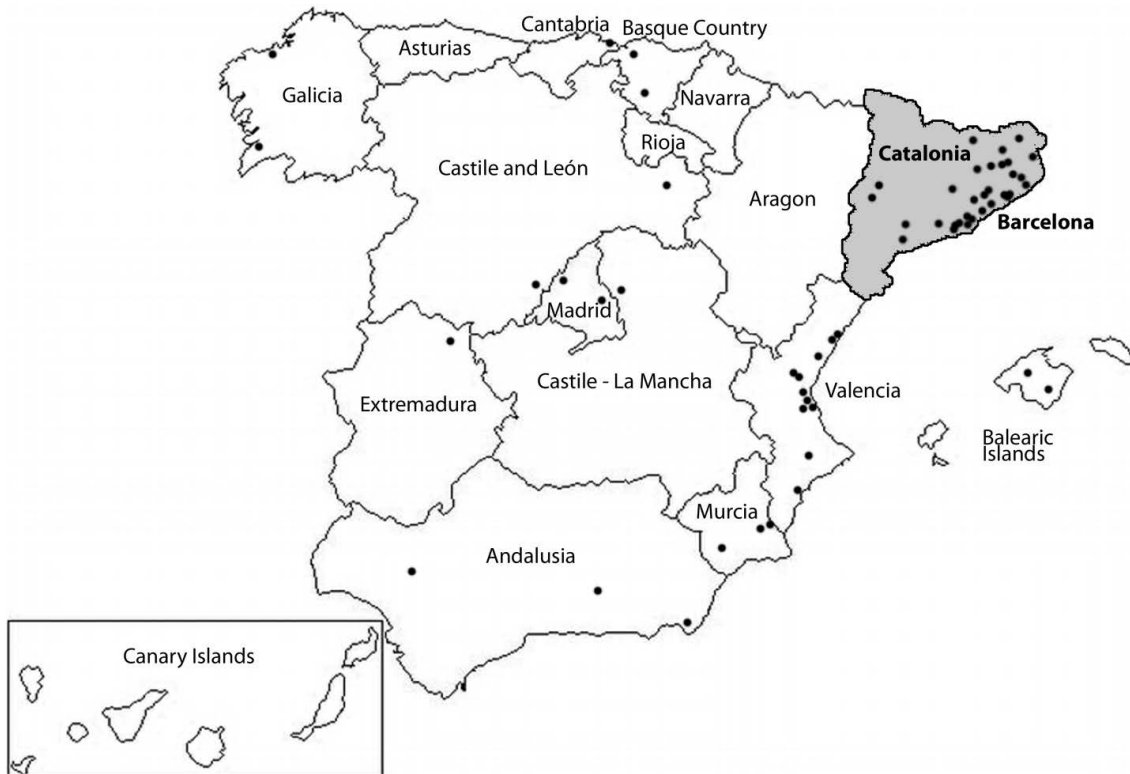 Cantabria
Basque Country
Asturias
Galicia
Navarra
Rioja
Catalonia
Castile and León
Aragon
Barcelona
Madrid
Castile - La Mancha
Extremadura
Valencia
Balearic
Islands
Murcia
Andalusia
Canary Islands